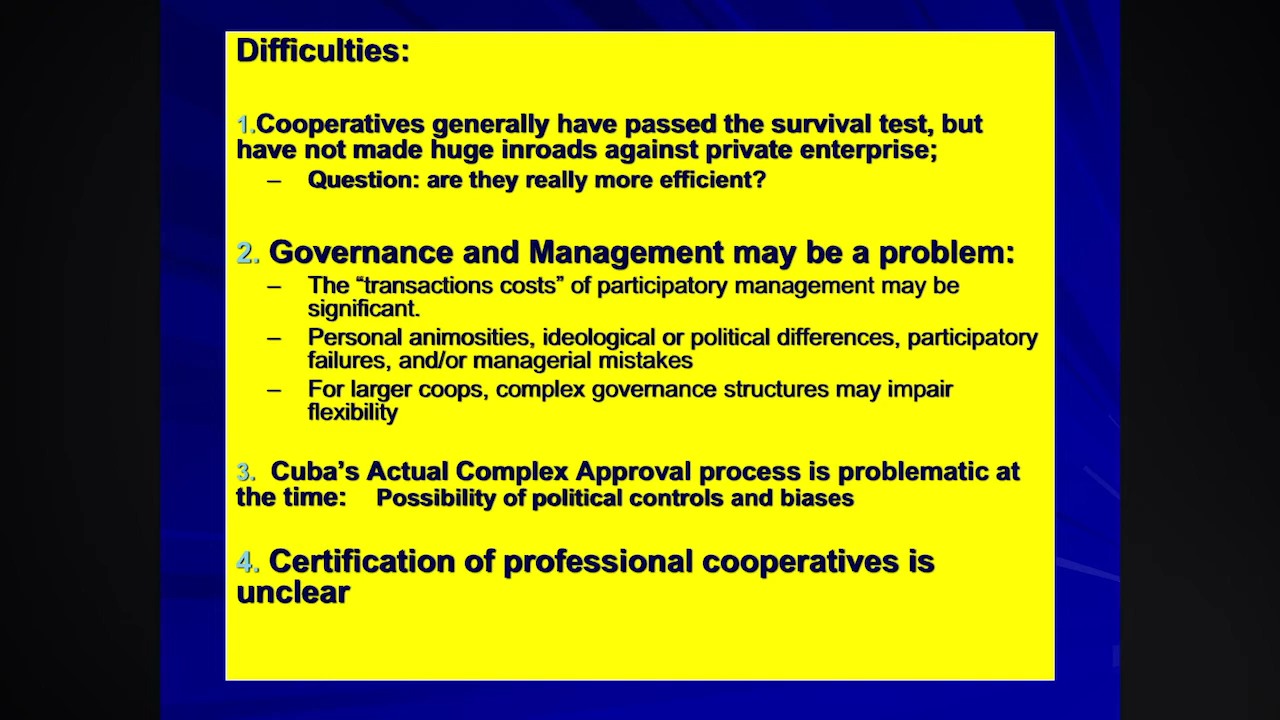 Difficulties:
1.Cooperatives generally have passed the survival test, but
have not made huge inroads against private enterprise;
– Question: are they really more efficient?
2. Governance and Management may be a problem:
– The “transactions costs” of participatory management may be
significant.
– Personal animosities, ideological or political differences, participatory
failures, and/or managerial mistakes
– For larger coops, complex governance structures may impair
flexibility
3. Cuba’s Actual Complex Approval process is problematic at
the time: Possibility of political controls and biases
4. Certification of professional cooperatives is
unclear